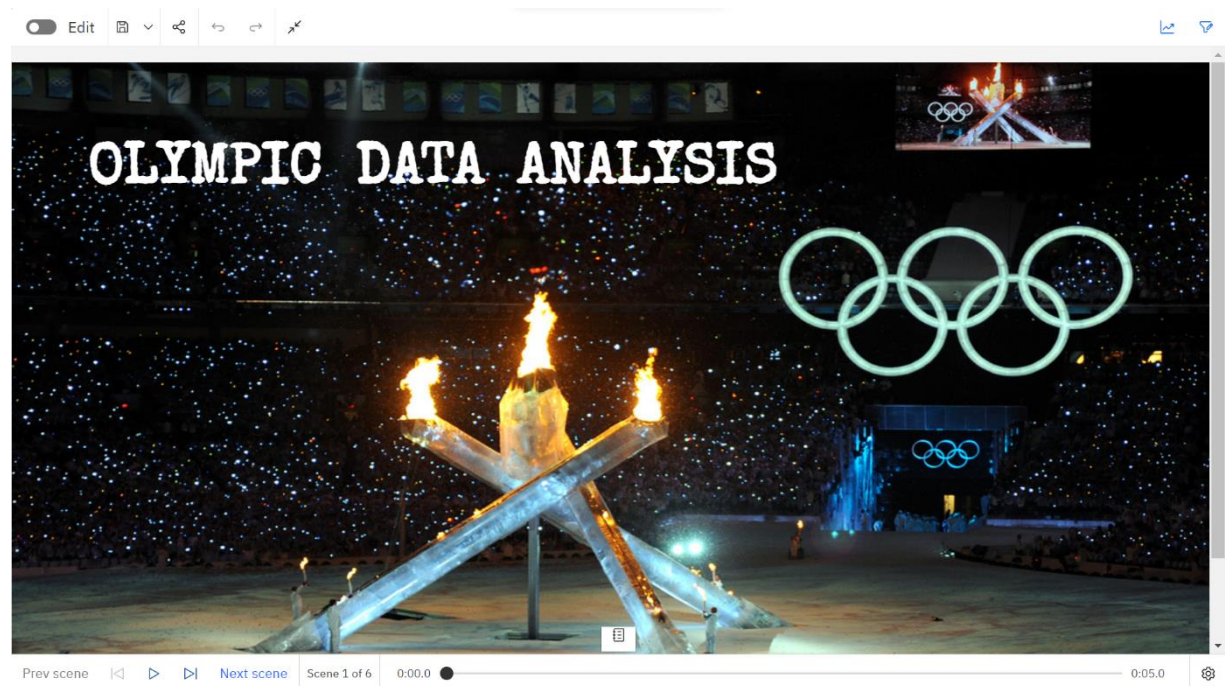 Edit
OLYMPIC DATA ANALYSIS
Prev scene Next scene Scene 1 of 6 0:00.0 0:05.0